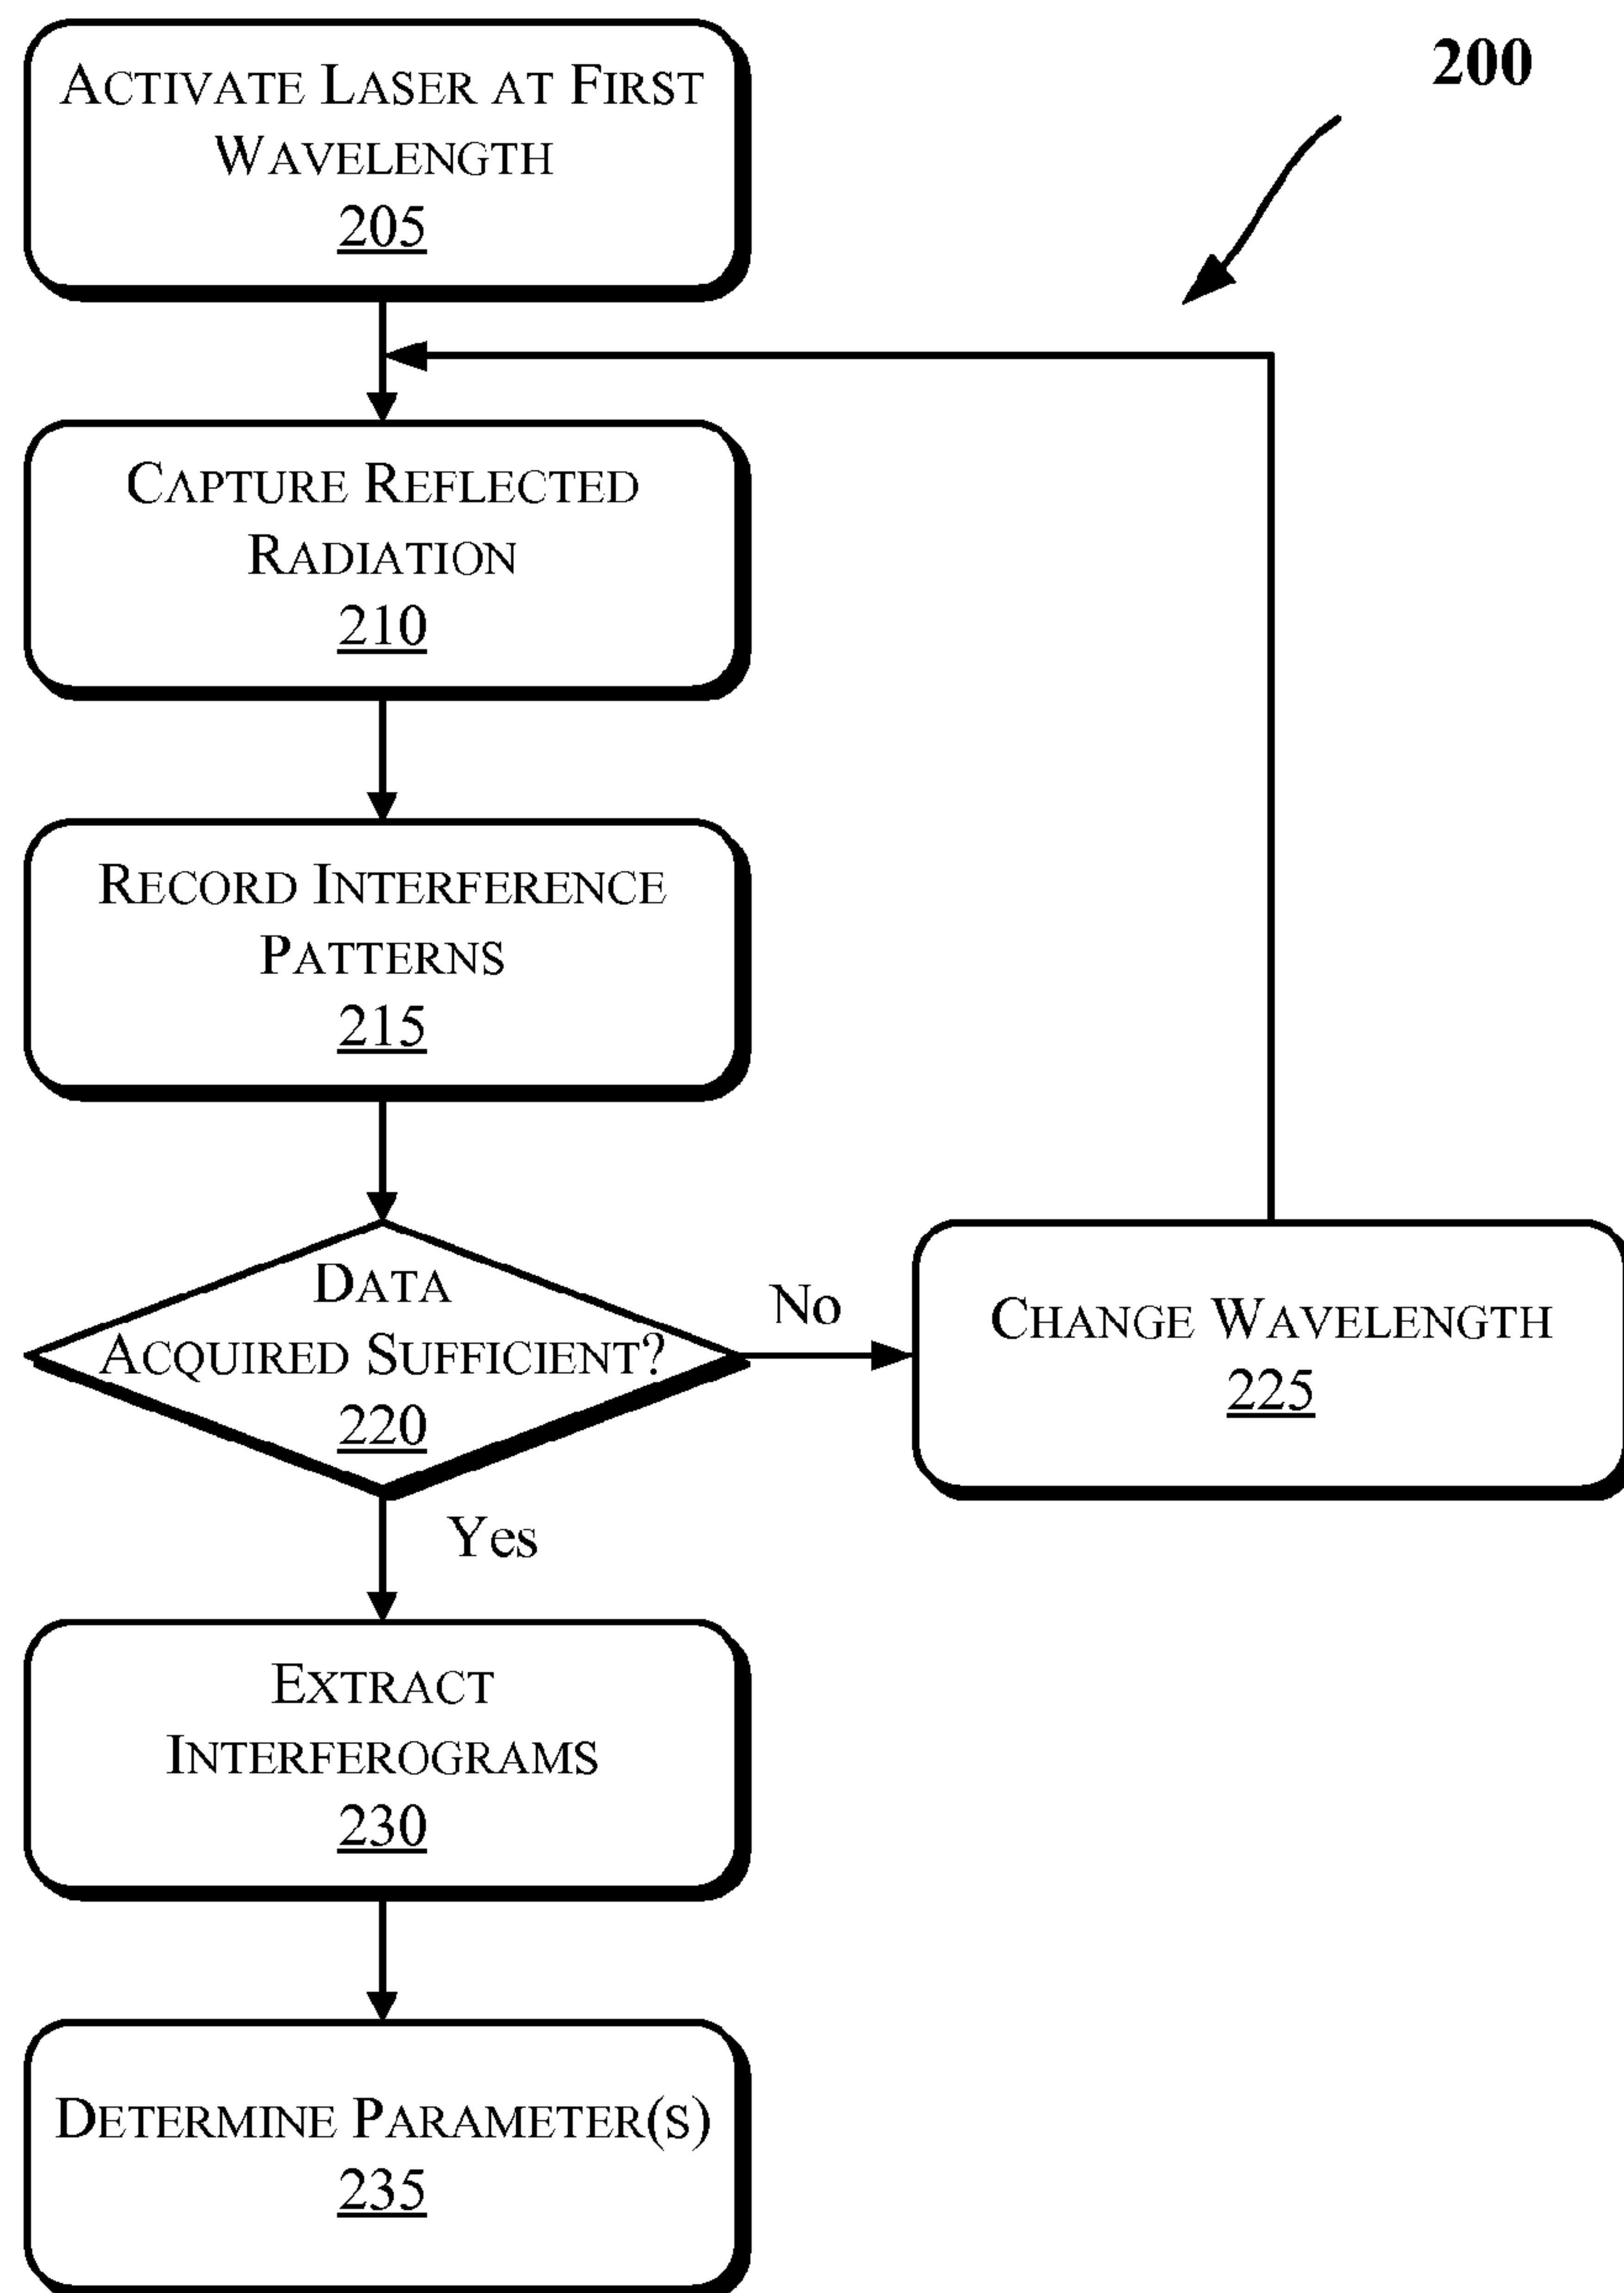 200
ACTIVATE LASER AT FIRST
WAVELENGTH
205
CAPTURE REFLECTED
RADIATION
210
RECORD INTERFERENCE
PATTERNS
215
DATA
ACQUIRED SUFFICIENT?
220
No
CHANGE WAVELENGTH
225
Yes
EXTRACT
INTERFEROGRAMS
230
DETERMINE PARAMETER(S)
235